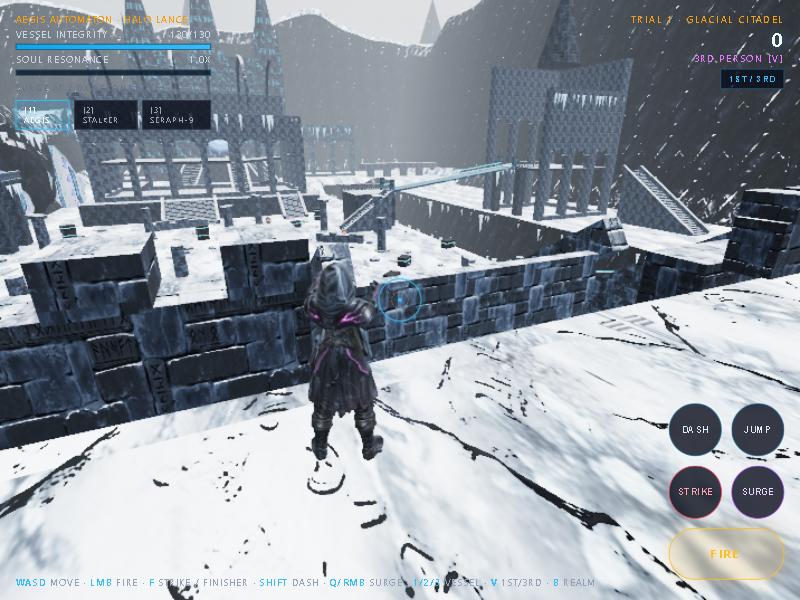 AEGIS AUTOMATON · HALO LANCE
VESSEL INTEGRITY 130/130
SOUL RESONANCE 1.0X
[1] AEGIS
[2] STALKER
[3] SERAPH-9
TRIAL 1 · GLACIAL CITADEL
0
3RD PERSON [V]
1ST/3RD
DASH
JUMP
STRIKE
SURGE
FIRE
WASD MOVE · LMB FIRE · F STRIKE / FINISHER · SHIFT DASH · Q/RMB SURGE · 1/2/3 VESSEL · V 1ST/3RD · B REALM